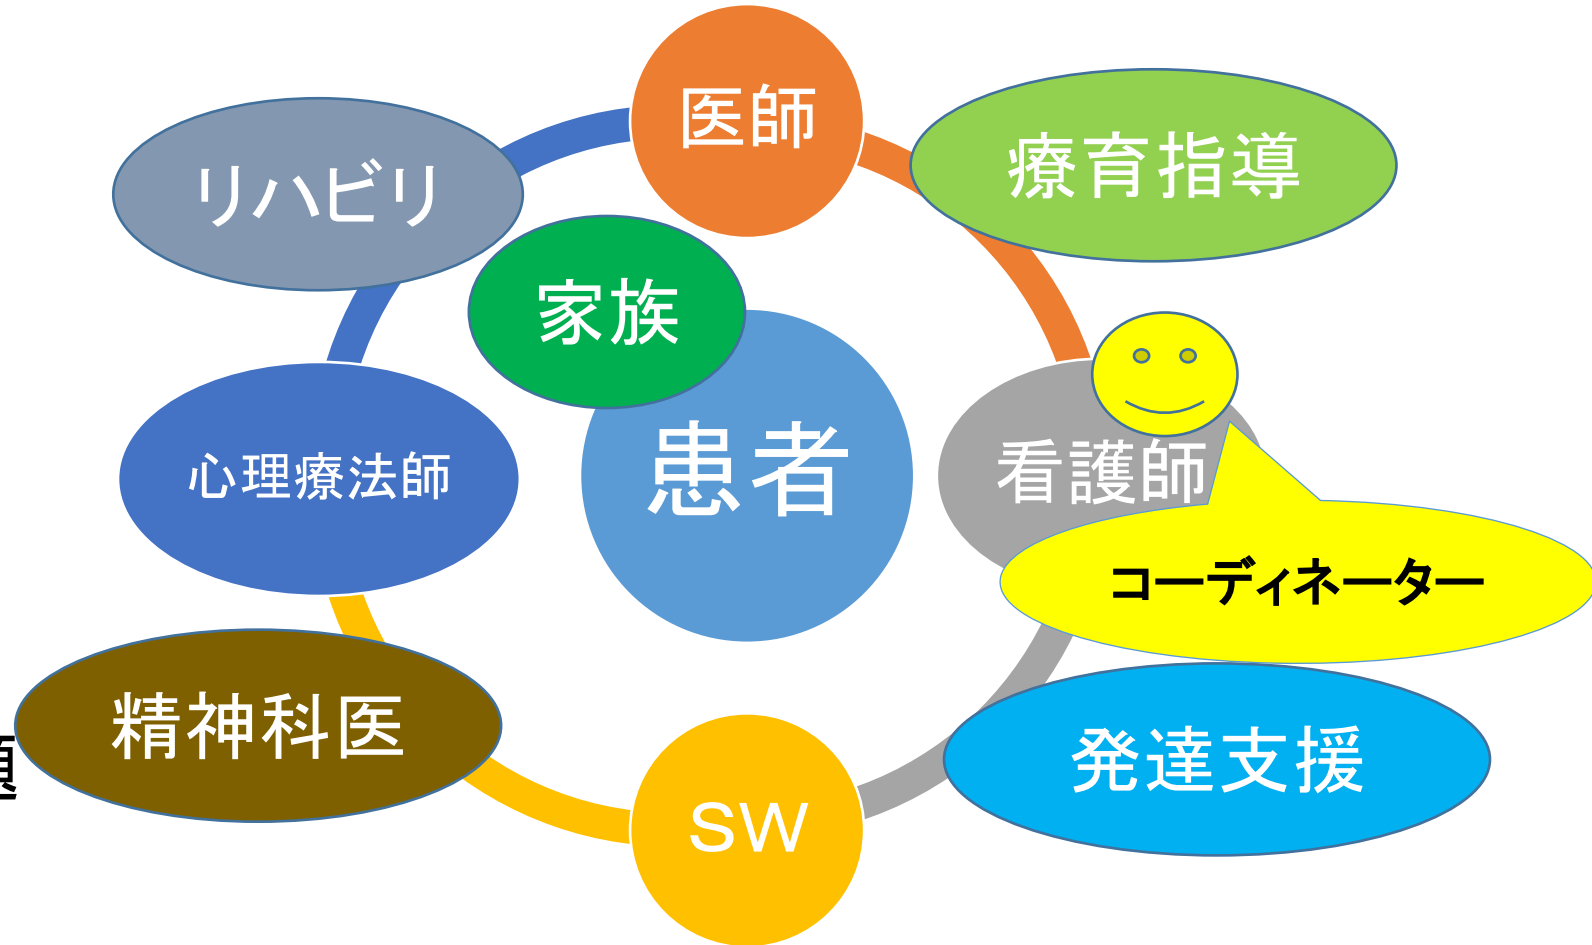 医師
療育指導
リハビリ
家族
患者
心理療法師
看護師
コーディネーター
精神科医
発達支援
SW